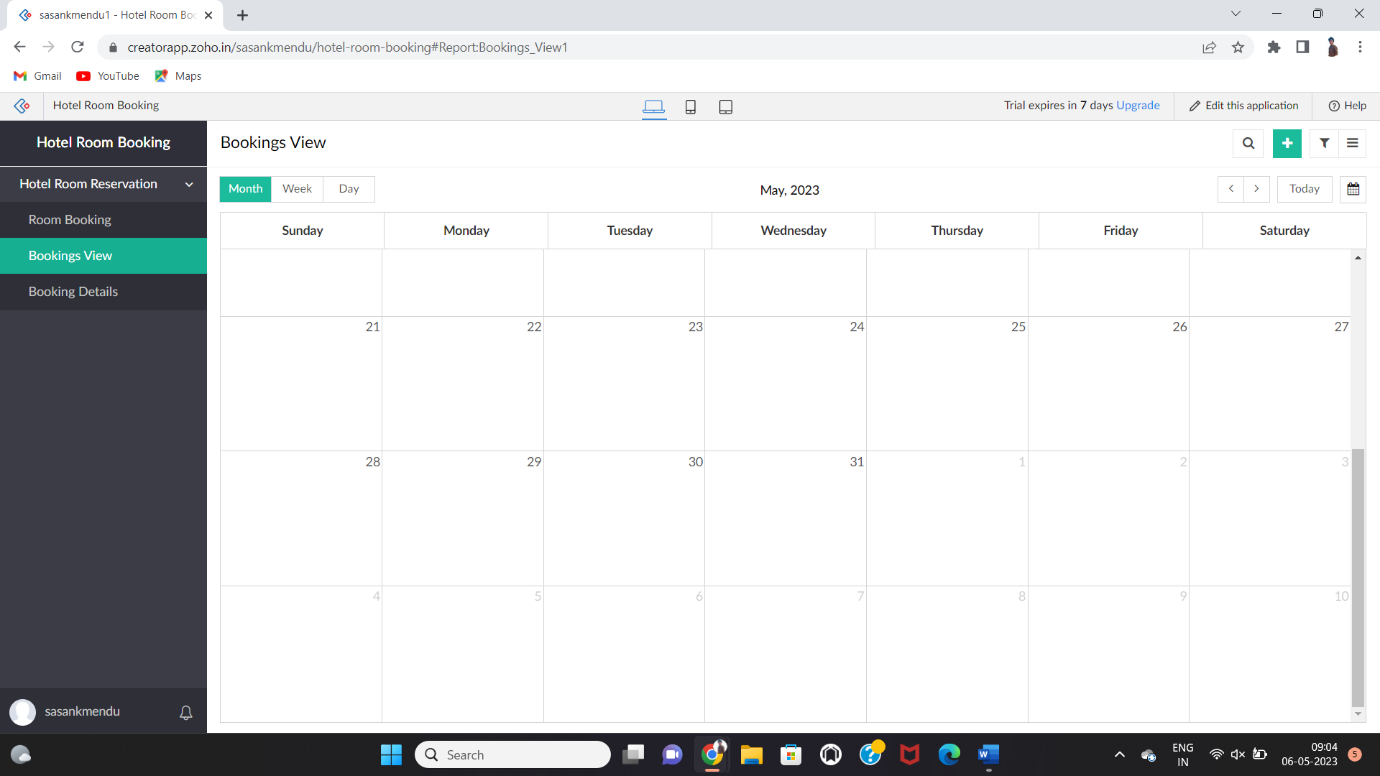 sasankmendu1 - Hotel Room Bo
creatorapp.zoho.in/sasankmendu/hotel-room-booking#Report:Bookings_View1
Gmail YouTube Maps
Hotel Room Booking Trial expires in 7 days Upgrade Edit this application Help
Hotel Room Booking
Hotel Room Reservation
Room Booking
Bookings View
Booking Details
sasankmendu
Bookings View
Month Week Day May, 2023 Today
Sunday Monday Tuesday Wednesday Thursday Friday Saturday
21 22 23 24 25 26 27
28 29 30 31 1 2 3
4 5 6 7 8 9 10
Search
ENG
IN
09:04
06-05-2023
5